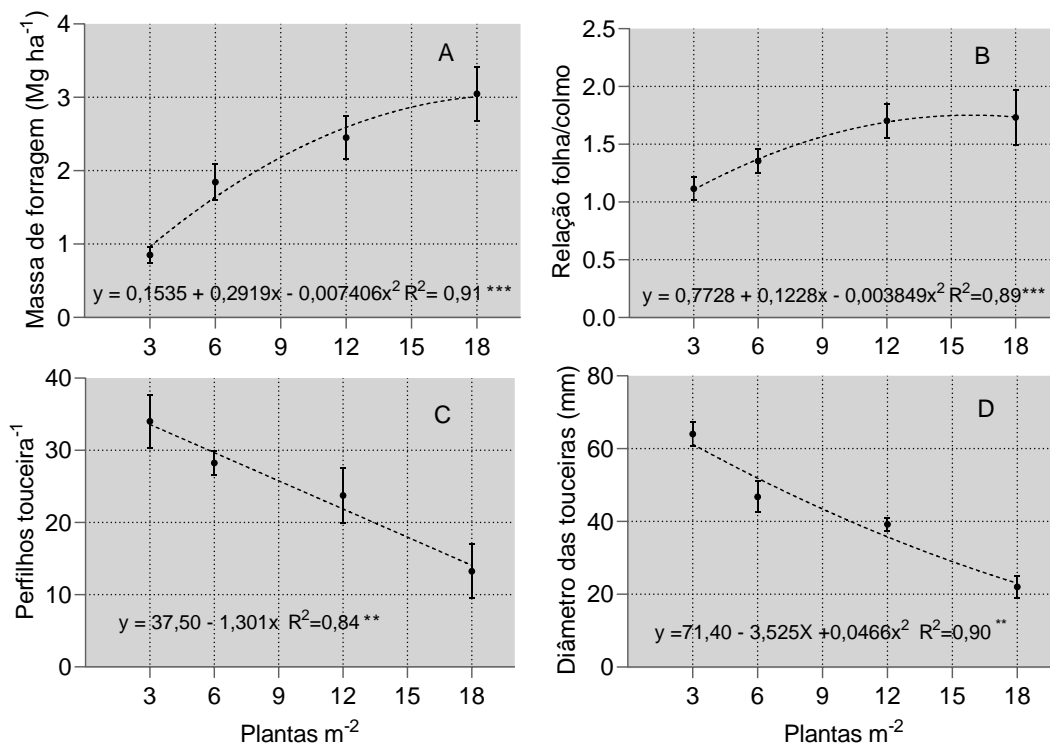 Massa de forragem (Mg ha⁻¹)
4
3
2
1
0
A
y = 0,1535 + 0,2919x - 0,007406x² R²= 0,91 ***
3 6 9 12 15 18
Relação folha/colmo
2.5
2.0
1.5
1.0
0.5
0.0
B
y = 0,7728 + 0,1228x - 0,003849x² R²=0,89***
3 6 9 12 15 18
Perfilhos touceira⁻¹
40
30
20
10
0
C
y = 37,50 - 1,301x R²=0,84 **
3 6 9 12 15 18
Plantas m⁻²
Diâmetro das touceiras (mm)
80
60
40
20
0
D
y =71,40 - 3,525X +0,0466x² R²=0,90 **
3 6 9 12 15 18
Plantas m⁻²